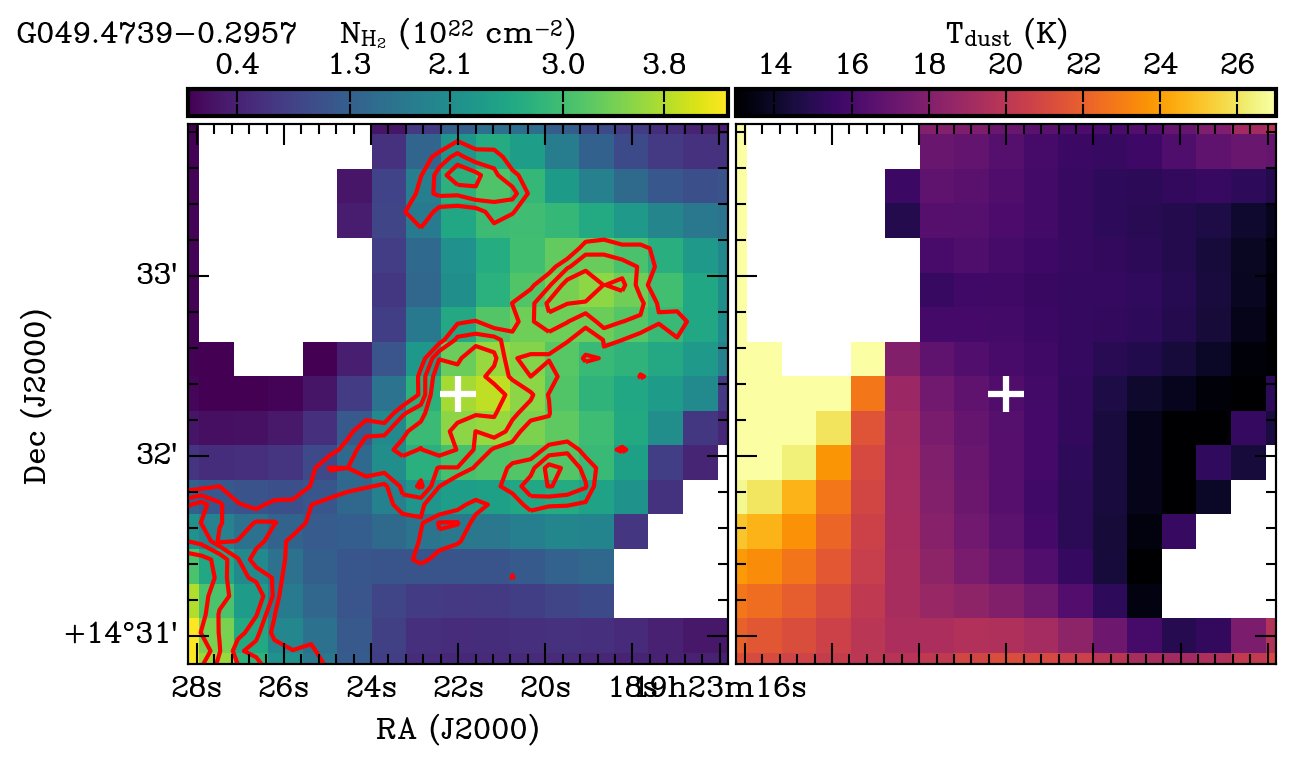 G049.4739−0.2957 N_H₂ (10²² cm⁻²) T_dust (K)
0.4 1.3 2.1 3.0 3.8 14 16 18 20 22 24 26
33'
32'
+14°31'
Dec (J2000)
28s 26s 24s 22s 20s 18s 19h23m16s
RA (J2000)